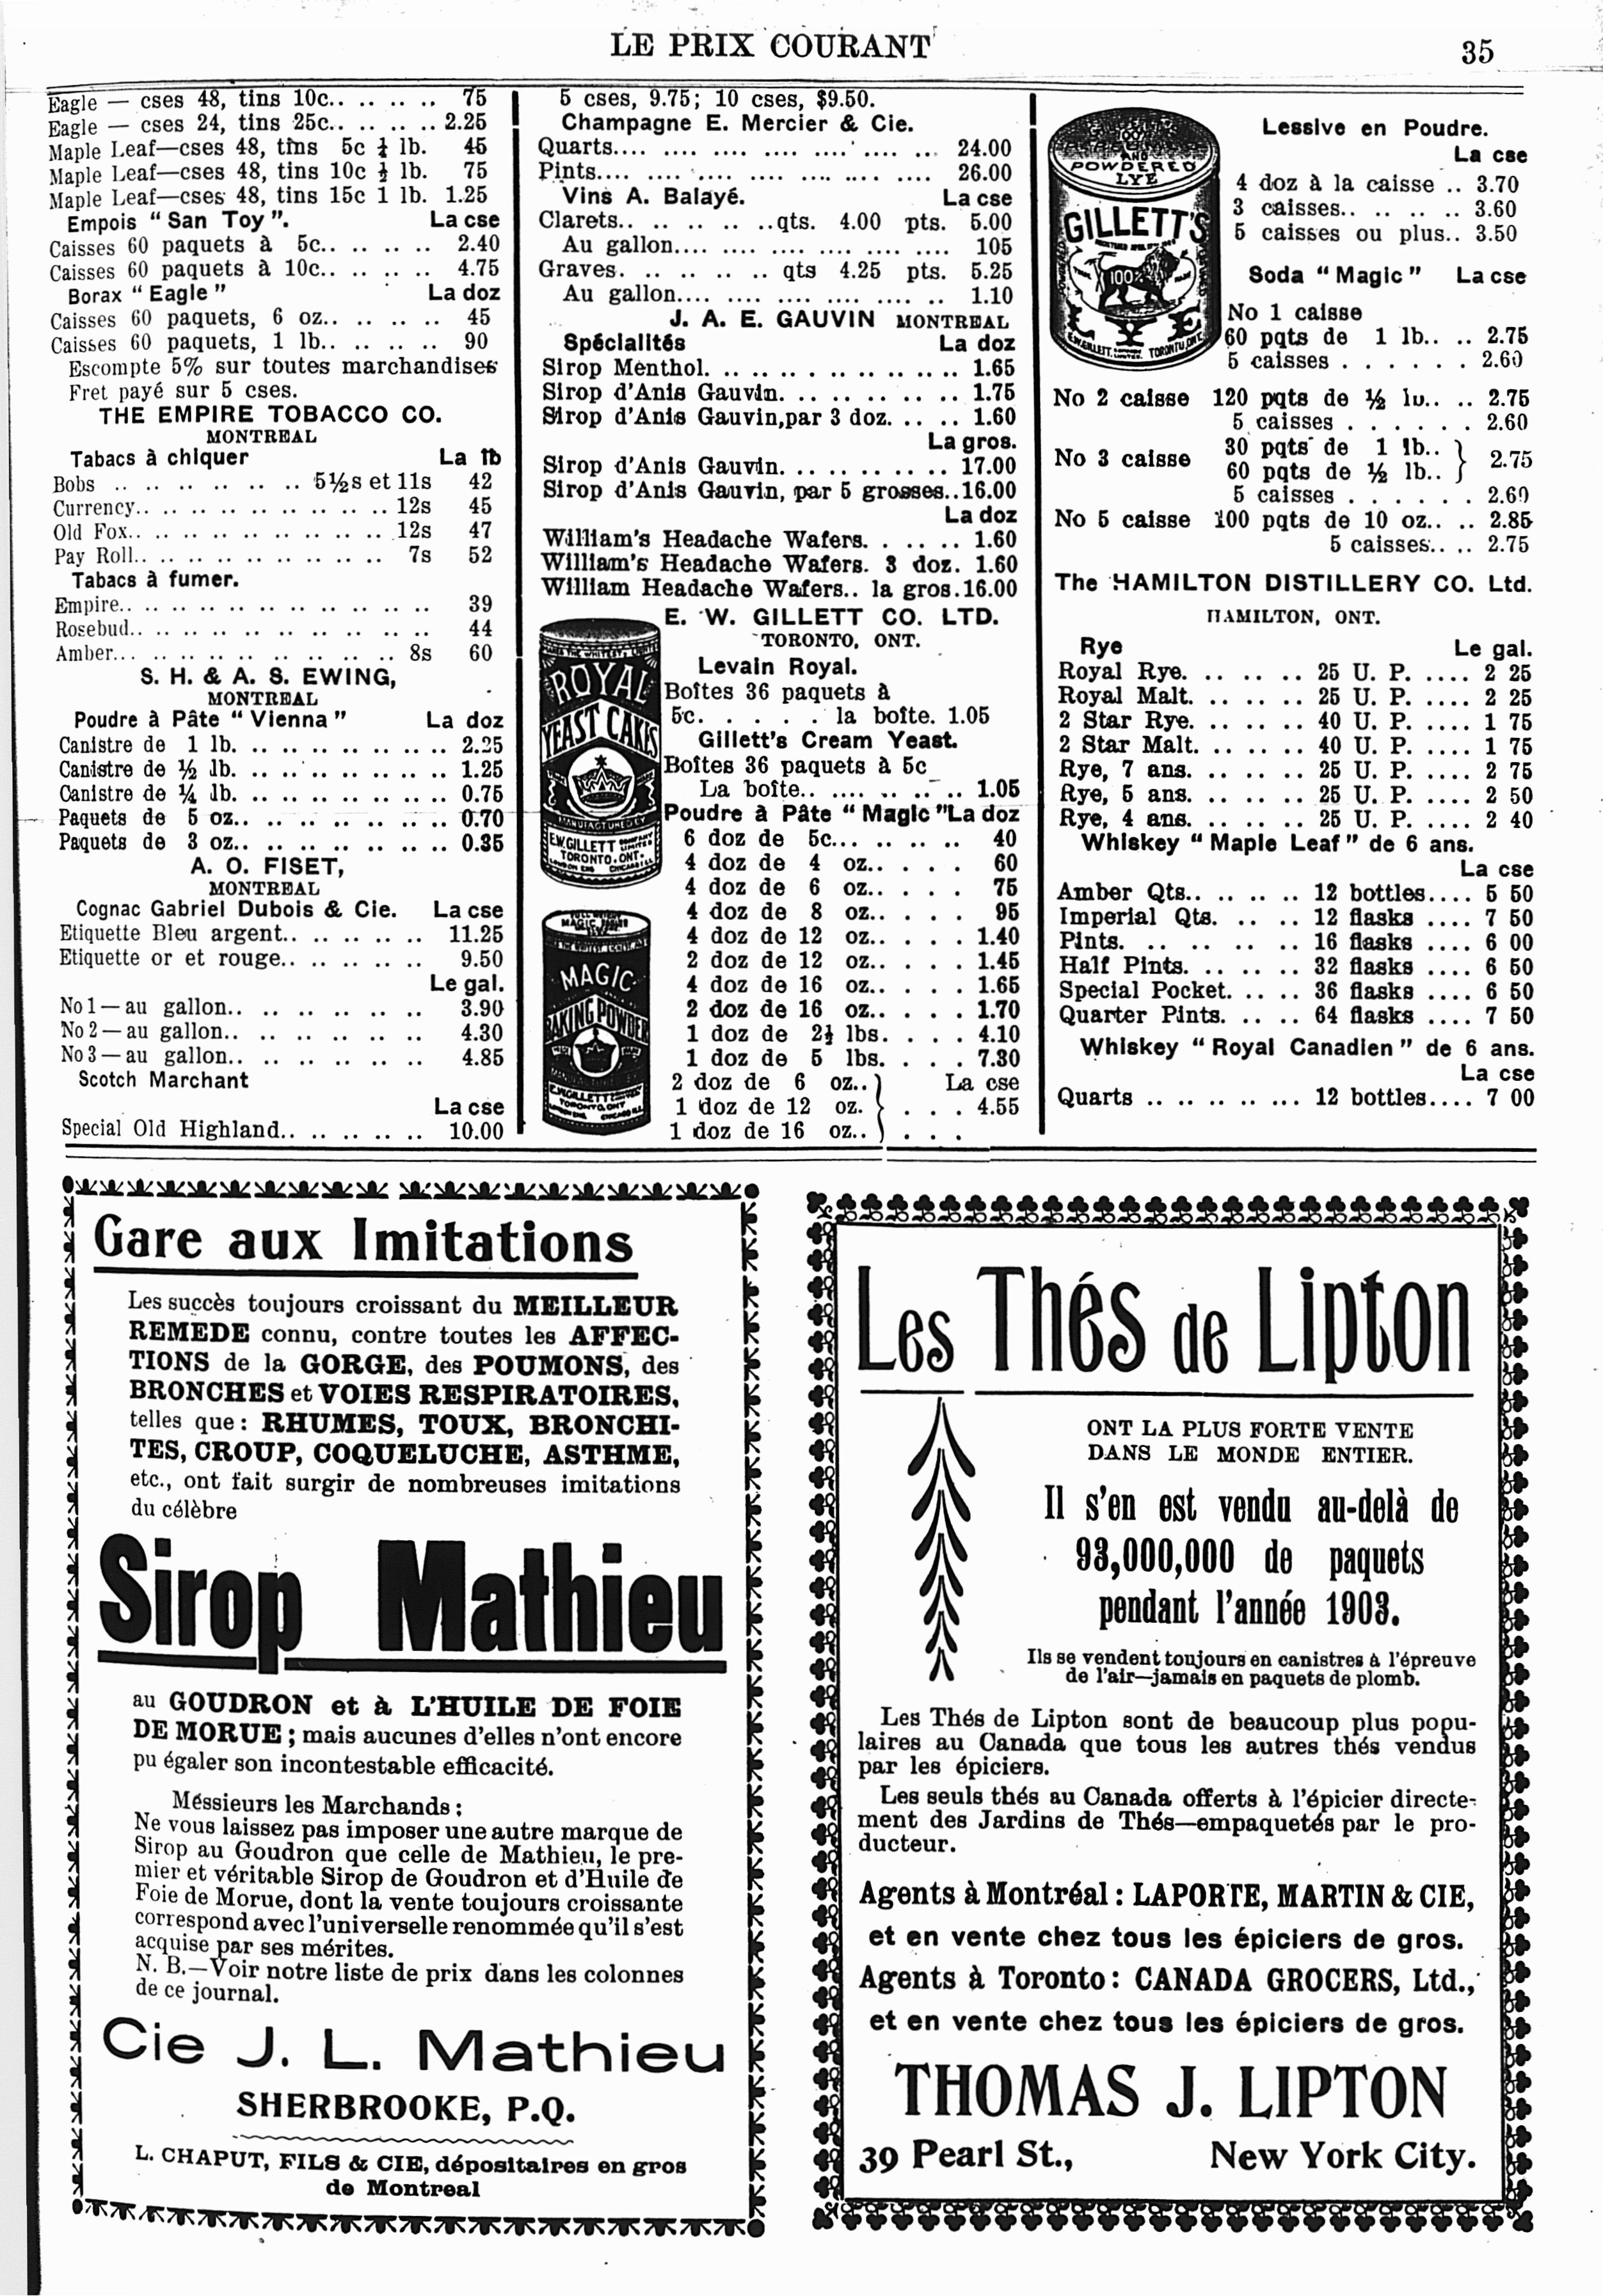 LE PRIX COURANT
35
Eagle — cses 48, tins 10c.. .. .. .. 75
Eagle — cses 24, tins 25c.. .. .. .. 2.25
Maple Leaf—cses 48, tins 5c ¼ lb. 45
Maple Leaf—cses 48, tins 10c ½ lb. 75
Maple Leaf—cses 48, tins 15c 1 lb. 1.25
Empois "San Toy". La cse
Caisses 60 paquets à 5c.. .. .. .. 2.40
Caisses 60 paquets à 10c.. .. .. .. 4.75
Borax "Eagle" La doz
Caisses 60 paquets, 6 oz.. .. .. .. 45
Caisses 60 paquets, 1 lb.. .. .. .. 90
Escompte 5% sur toutes marchandises
Fret payé sur 5 cses.
THE EMPIRE TOBACCO CO.
MONTREAL
Tabacs à chiquer La lb
Bobs .. .. .. .. .. .. .. 5½s et 11s 42
Currency.. .. .. .. .. .. .. .. .. 12s 45
Old Fox.. .. .. .. .. .. .. .. .. 12s 47
Pay Roll.. .. .. .. .. .. .. .. .. 7s 52
Tabacs à fumer.
Empire.. .. .. .. .. .. .. .. .. .. 39
Rosebud.. .. .. .. .. .. .. .. .. 44
Amber... .. .. .. .. .. .. .. .. 8s 60
S. H. & A. S. EWING,
MONTREAL
Poudre à Pâte "Vienna" La doz
Canistre de 1 lb. .. .. .. .. .. .. .. 2.25
Canistre de ½ lb. .. .. .. .. .. .. .. 1.25
Canistre de ¼ lb. .. .. .. .. .. .. .. 0.75
Paquets de 5 oz.. .. .. .. .. .. .. 0.70
Paquets de 3 oz.. .. .. .. .. .. .. 0.35
A. O. FISET,
MONTREAL
Cognac Gabriel Dubois & Cie. La cse
Etiquette Bleu argent.. .. .. .. .. 11.25
Etiquette or et rouge.. .. .. .. .. 9.50
Le gal.
No 1—au gallon.. .. .. .. .. .. .. 3.90
No 2—au gallon.. .. .. .. .. .. .. 4.30
No 3—au gallon.. .. .. .. .. .. .. 4.85
Scotch Marchant
La cse
Special Old Highland.. .. .. .. .. 10.00
5 cses, 9.75; 10 cses, $9.50.
Champagne E. Mercier & Cie.
Quarts.... .... .... .... .... .... ... 24.00
Pints.... .... .... .... .... .... .... 26.00
Vins A. Balayé. La cse
Clarets.. .. .. .. ..qts. 4.00 pts. 5.00
Au gallon.... .... .... .... .... .... 105
Graves. .. .. .. .. qts 4.25 pts. 5.25
Au gallon.... .... .... .... .... .. 1.10
J. A. E. GAUVIN MONTREAL
Spécialités La doz
Sirop Menthol. .. .. .. .. .. .. .. .. 1.65
Sirop d'Anis Gauvin. .. .. .. .. .. .. 1.75
Sirop d'Anis Gauvin,par 3 doz. .. .. 1.60
La gros.
Sirop d'Anis Gauvin. .. .. .. .. .. .. 17.00
Sirop d'Anis Gauvin, par 5 grosses..16.00
La doz
William's Headache Wafers. . .. .. 1.60
William's Headache Wafers. 3 doz. 1.60
William Headache Wafers.. la gros.16.00
E. W. GILLETT CO. LTD.
TORONTO, ONT.
Levain Royal.
Boîtes 36 paquets à
5c. . . . . . la boîte. 1.05
Gillett's Cream Yeast.
Boîtes 36 paquets à 5c
La boîte.. .... .. .. .. 1.05
Poudre à Pâte "Magic" La doz
6 doz de 5c... .. .. .. 40
4 doz de 4 oz.. . . . 60
4 doz de 6 oz.. . . . 75
4 doz de 8 oz.. . . . 95
4 doz de 12 oz.. . . . 1.40
2 doz de 12 oz.. . . . 1.45
4 doz de 16 oz.. . . . 1.65
2 doz de 16 oz.. . . . 1.70
1 doz de 2½ lbs. . . . 4.10
1 doz de 5 lbs. . . . 7.30
2 doz de 6 oz.. } La cse
1 doz de 12 oz. } . . . 4.55
1 doz de 16 oz.. } . . .
ROYAL
YEAST CAKES
E.W.GILLETT COMPANY LIMITED
TORONTO, ONT.
MAGIC
BAKING POWDER
E.W.GILLETT
TORONTO, ONT
AND
POWDERED
LYE
GILLETT'S
100%
LYE
E.W.GILLETT TORONTO, ONT
Lessive en Poudre.
La cse
4 doz à la caisse .. 3.70
3 caisses.. .. .. .. 3.60
5 caisses ou plus.. 3.50
Soda "Magic" La cse
No 1 caisse
60 pqts de 1 lb.. .. 2.75
5 caisses . . . . . . 2.60
No 2 caisse 120 pqts de ½ lb.. .. 2.75
5 caisses . . . . . . 2.60
No 3 caisse 30 pqts de 1 lb.. }
60 pqts de ½ lb.. } 2.75
5 caisses . . . . . . 2.60
No 5 caisse 100 pqts de 10 oz.. .. 2.85
5 caisses.. .. 2.75
The HAMILTON DISTILLERY CO. Ltd.
HAMILTON, ONT.
Rye Le gal.
Royal Rye. .. .. .. 25 U. P. .... 2 25
Royal Malt. .. .. .. 25 U. P. .... 2 25
2 Star Rye. .. .. .. 40 U. P. .... 1 75
2 Star Malt. .. .. .. 40 U. P. .... 1 75
Rye, 7 ans. .. .. .. 25 U. P. .... 2 75
Rye, 5 ans. .. .. .. 25 U. P. .... 2 50
Rye, 4 ans. .. .. .. 25 U. P. .... 2 40
Whiskey "Maple Leaf" de 6 ans.
La cse
Amber Qts.. .. .. .. 12 bottles.... 5 50
Imperial Qts. .. .. 12 flasks .... 7 50
Pints. .. .. .. .. .. 16 flasks .... 6 00
Half Pints. .. .. .. 32 flasks .... 6 50
Special Pocket. .. .. 36 flasks .... 6 50
Quarter Pints. .. .. 64 flasks .... 7 50
Whiskey "Royal Canadien" de 6 ans.
La cse
Quarts .. .. .. .. ... 12 bottles.... 7 00
Gare aux Imitations
Les succès toujours croissant du MEILLEUR
REMEDE connu, contre toutes les AFFEC-
TIONS de la GORGE, des POUMONS, des
BRONCHES et VOIES RESPIRATOIRES,
telles que: RHUMES, TOUX, BRONCHI-
TES, CROUP, COQUELUCHE, ASTHME,
etc., ont fait surgir de nombreuses imitations
du célèbre
Sirop Mathieu
au GOUDRON et à L'HUILE DE FOIE
DE MORUE; mais aucunes d'elles n'ont encore
pu égaler son incontestable efficacité.
Méssieurs les Marchands:
Ne vous laissez pas imposer une autre marque de
Sirop au Goudron que celle de Mathieu, le pre-
mier et véritable Sirop de Goudron et d'Huile de
Foie de Morue, dont la vente toujours croissante
correspond avec l'universelle renommée qu'il s'est
acquise par ses mérites.
N. B.—Voir notre liste de prix dans les colonnes
de ce journal.
Cie J. L. Mathieu
SHERBROOKE, P.Q.
L. CHAPUT, FILS & CIE, dépositaires en gros
de Montreal
Les Thés de Lipton
ONT LA PLUS FORTE VENTE
DANS LE MONDE ENTIER.
Il s'en est vendu au-delà de
93,000,000 de paquets
pendant l'année 1903.
Ils se vendent toujours en canistres à l'épreuve
de l'air—jamais en paquets de plomb.
Les Thés de Lipton sont de beaucoup plus popu-
laires au Canada que tous les autres thés vendus
par les épiciers.
Les seuls thés au Canada offerts à l'épicier directe-
ment des Jardins de Thés—empaquetés par le pro-
ducteur.
Agents à Montréal: LAPORTE, MARTIN & CIE,
et en vente chez tous les épiciers de gros.
Agents à Toronto: CANADA GROCERS, Ltd.,
et en vente chez tous les épiciers de gros.
THOMAS J. LIPTON
39 Pearl St., New York City.